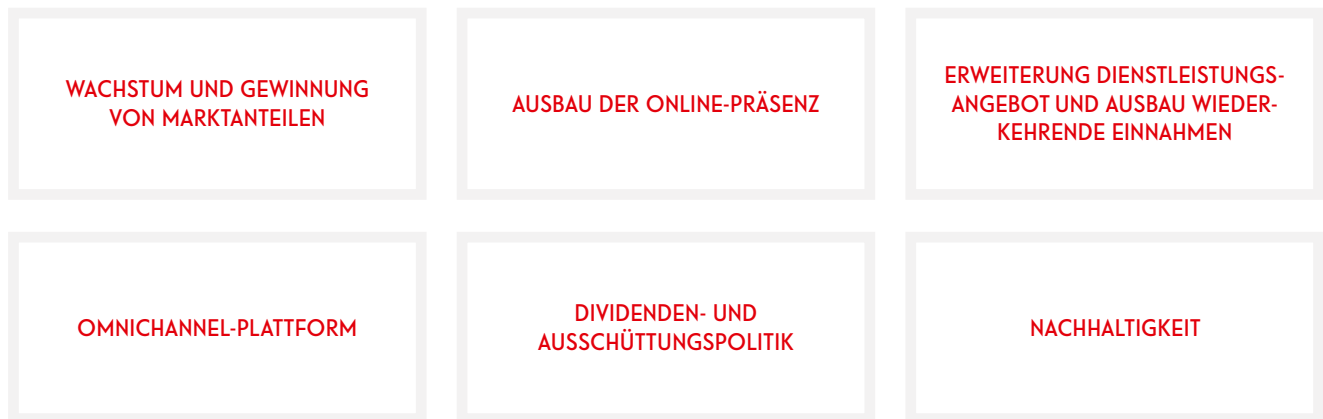 WACHSTUM UND GEWINNUNG
VON MARKTANTEILEN
AUSBAU DER ONLINE-PRÄSENZ
ERWEITERUNG DIENSTLEISTUNGS-
ANGEBOT UND AUSBAU WIEDER-
KEHRENDE EINNAHMEN
OMNICHANNEL-PLATTFORM
DIVIDENDEN- UND
AUSSCHÜTTUNGSPOLITIK
NACHHALTIGKEIT